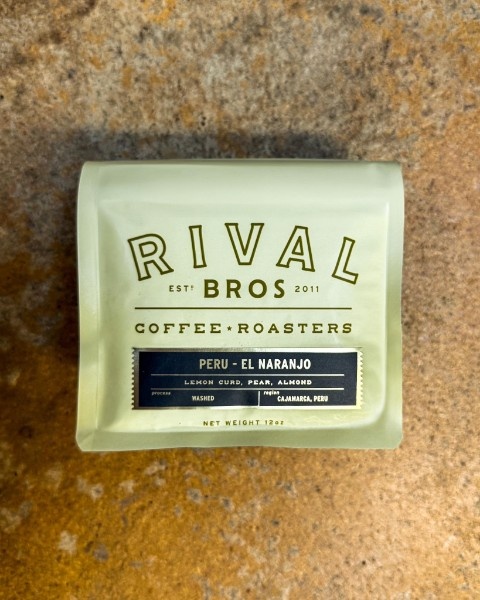 RIVAL
EST. BROS 2011
COFFEE ★ ROASTERS
PERU - EL NARANJO
LEMON CURD, PEAR, ALMOND
process WASHED region CAJAMARCA, PERU
NET WEIGHT 12oz